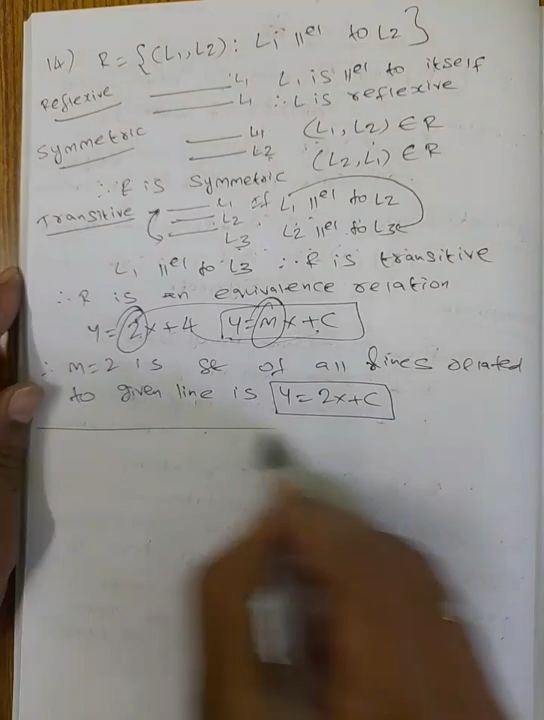 14) R = {(L1, L2) : L1 ||el to L2}
Reflexive L1 L1 is ||el to itself
L1 ∴ L is reflexive
Symmetric L1 (L1, L2) ∈ R
L2 (L2, L1) ∈ R
∴ R is symmetric
Transitive L1 If L1 ||el to L2
L2
L3 L2 ||el to L3
L1 ||el to L3 ∴ R is transitive
∴ R is an equivalence relation
y = 2x + 4 y = mx + c
∴ m = 2 is of all lines related
to given line is y = 2x + c